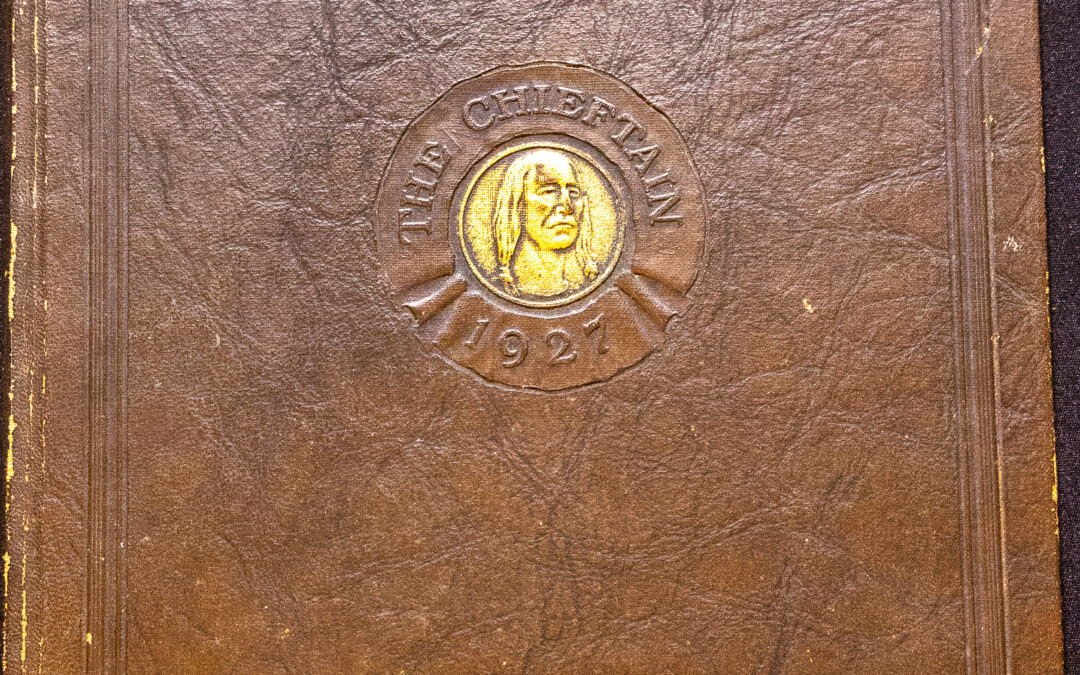 THE CHIEFTAIN
1927